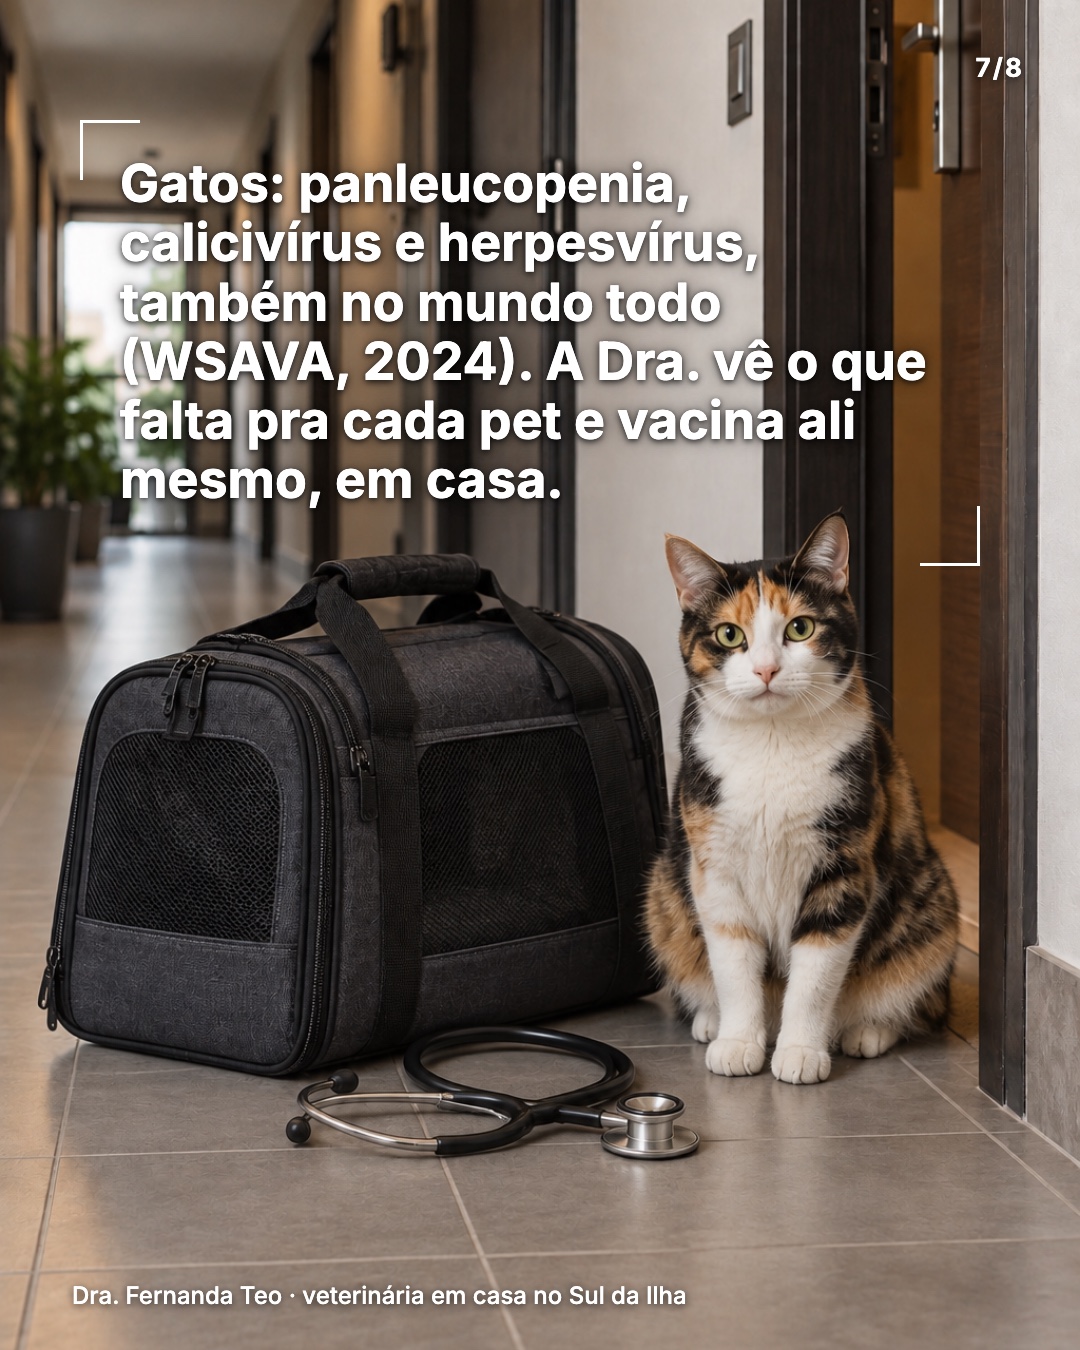 7/8
Gatos: panleucopenia,
calicivírus e herpesvírus,
também no mundo todo
(WSAVA, 2024). A Dra. vê o que
falta pra cada pet e vacina ali
mesmo, em casa.
Dra. Fernanda Teo · veterinária em casa no Sul da Ilha